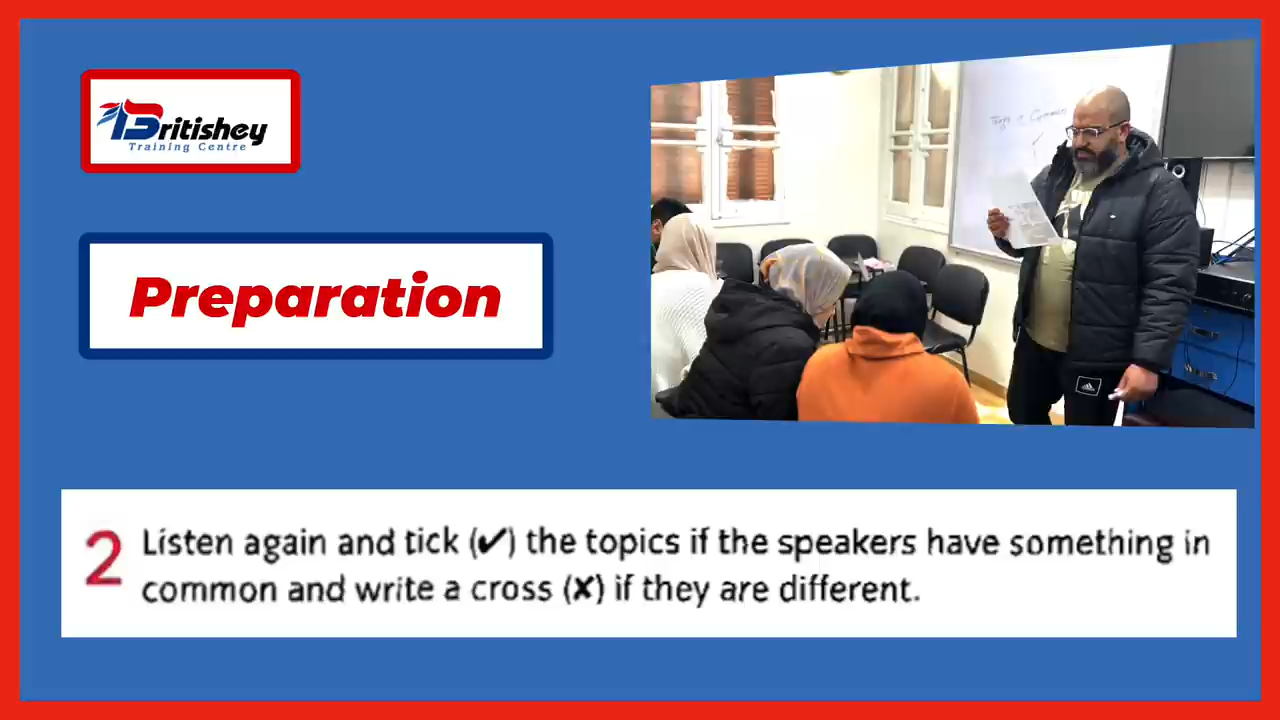 Britishey
Training Centre
Preparation
2 Listen again and tick (✔) the topics if the speakers have something in
common and write a cross (✘) if they are different.